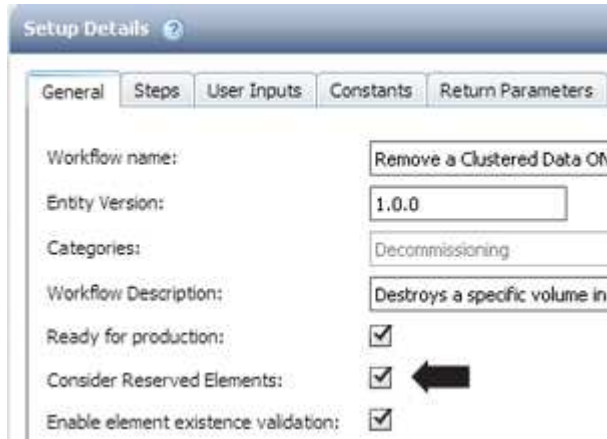 Setup Details
General Steps User Inputs Constants Return Parameters
Workflow name: Remove a Clustered Data ON
Entity Version: 1.0.0
Categories: Decommissioning
Workflow Description: Destroys a specific volume in
Ready for production:
Consider Reserved Elements:
Enable element existence validation: